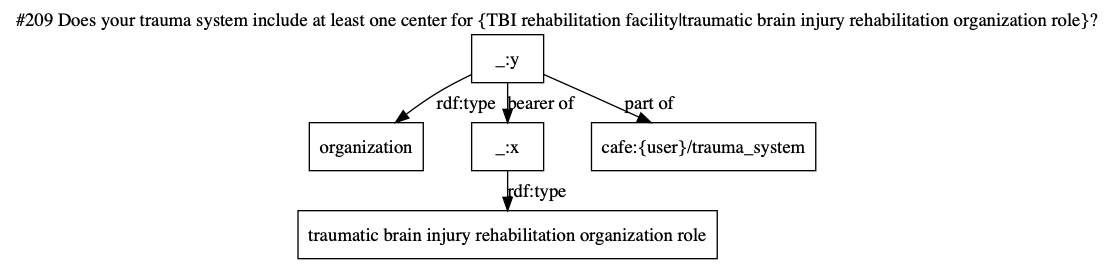 #209 Does your trauma system include at least one center for {TBI rehabilitation facility|traumatic brain injury rehabilitation organization role}?
_:y
rdf:type bearer of part of
organization _:x cafe:{user}/trauma_system
rdf:type
traumatic brain injury rehabilitation organization role